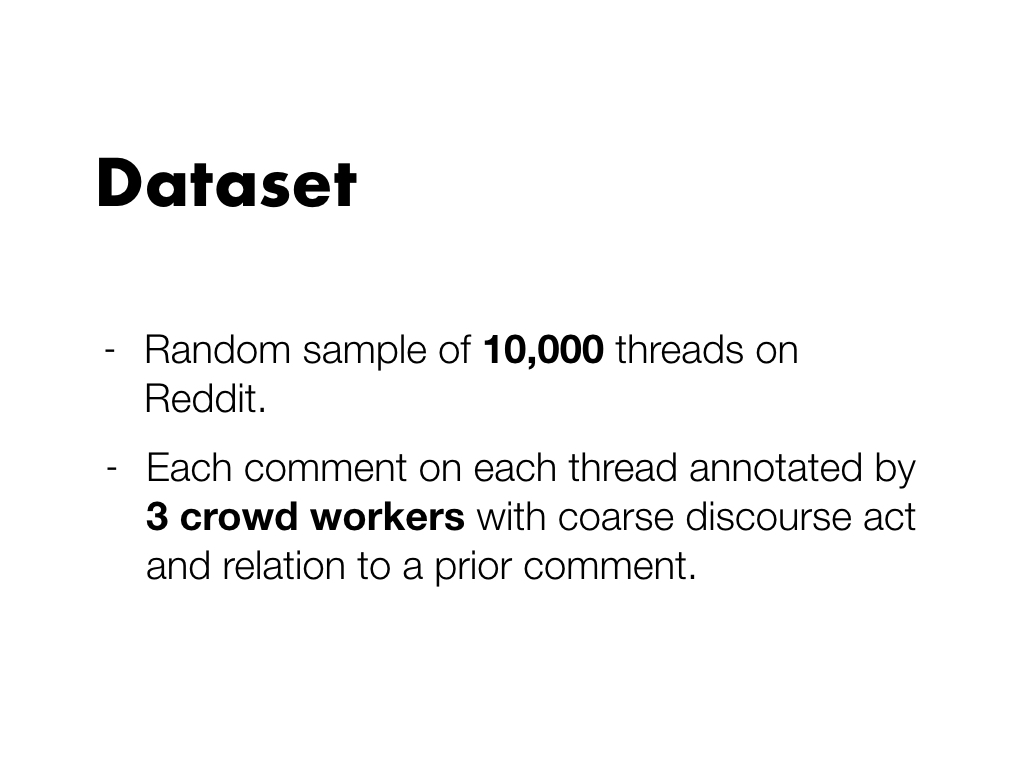 Dataset
- Random sample of 10,000 threads on
Reddit.
- Each comment on each thread annotated by
3 crowd workers with coarse discourse act
and relation to a prior comment.